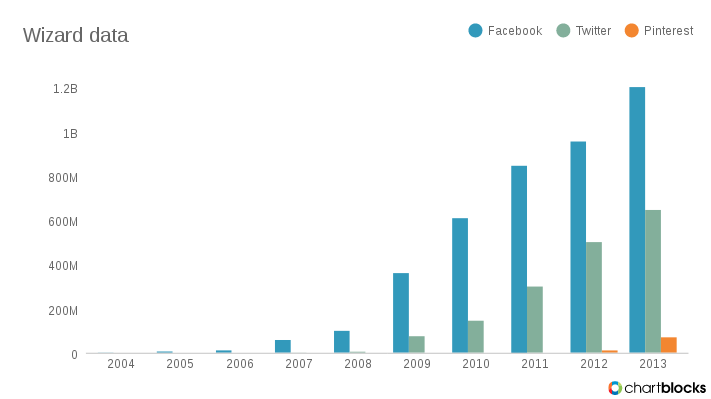 Wizard data
Facebook Twitter Pinterest
1.2B
1B
800M
600M
400M
200M
0
2004 2005 2006 2007 2008 2009 2010 2011 2012 2013
chartblocks